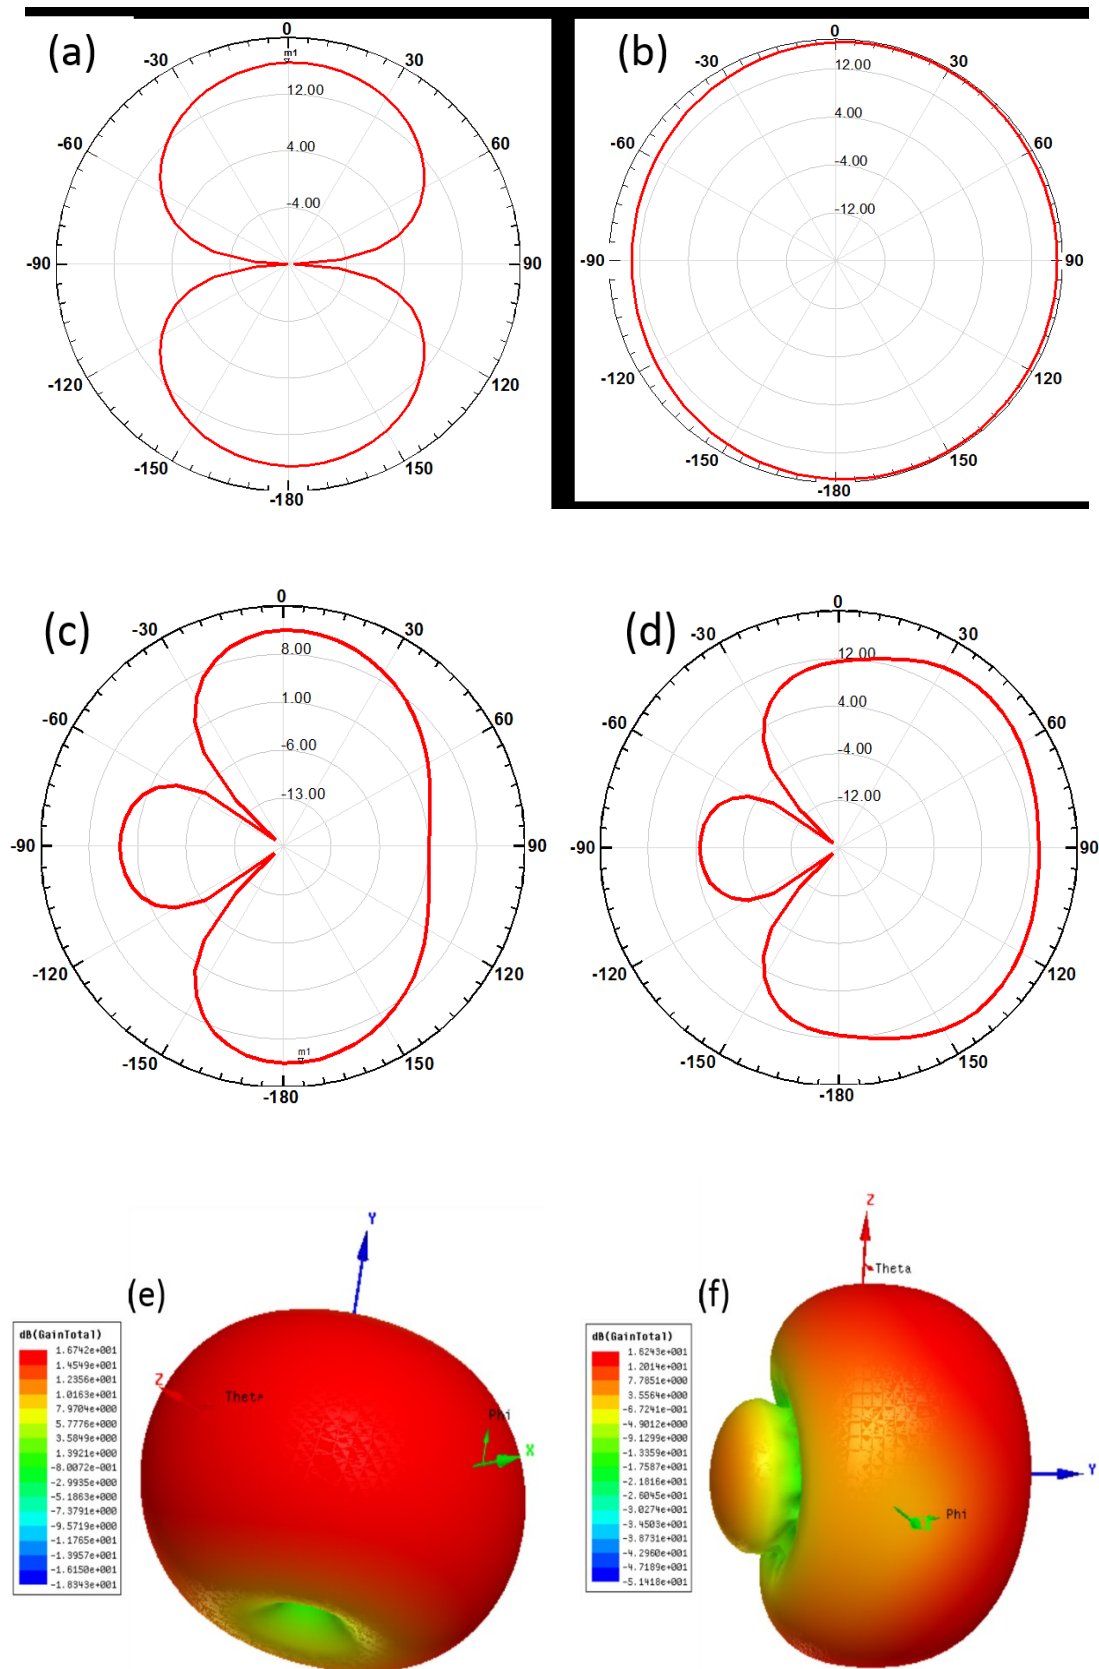 (a)
0
-30
30
m1
12.00
-60
60
4.00
-4.00
-90
90
-120
120
-150
150
-180
(b)
0
-30
30
12.00
-60
60
4.00
-4.00
-12.00
-90
90
-120
120
-150
150
-180
(c)
0
-30
30
8.00
-60
60
1.00
-6.00
-13.00
-90
90
-120
120
m1
-150
150
-180
(d)
0
-30
30
12.00
-60
60
4.00
-4.00
-12.00
-90
90
-120
120
-150
150
-180
(e)
Y
dB(GainTotal)
1.6742e+001
1.4549e+001
1.2356e+001
1.0163e+001
7.9704e+000
5.7776e+000
3.5849e+000
1.3921e+000
-8.0072e-001
-2.9935e+000
-5.1863e+000
-7.3791e+000
-9.5719e+000
-1.1765e+001
-1.3957e+001
-1.6150e+001
-1.8343e+001
Z
Theta
Phi
X
(f)
Z
Theta
dB(GainTotal)
1.6243e+001
1.2014e+001
7.7851e+000
3.5564e+000
-6.7241e-001
-4.9012e+000
-9.1299e+000
-1.3359e+001
-1.7587e+001
-2.1816e+001
-2.6045e+001
-3.0274e+001
-3.4503e+001
-3.8731e+001
-4.2960e+001
-4.7189e+001
-5.1418e+001
Y
Phi